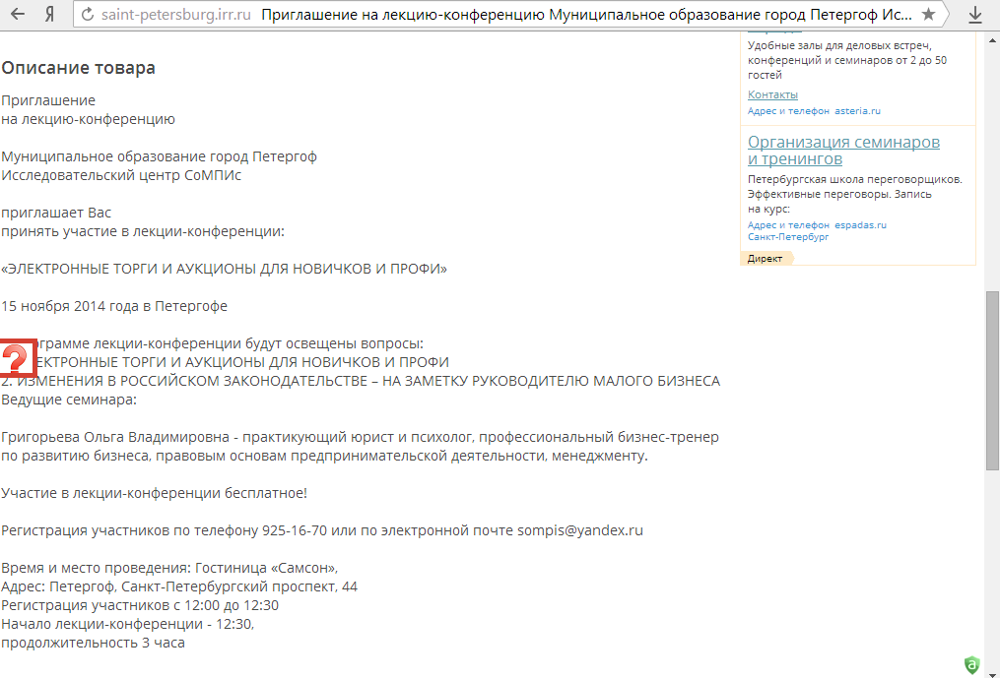 saint-petersburg.irr.ru Приглашение на лекцию-конференцию Муниципальное образование город Петергоф Ис...
Описание товара
Приглашение
на лекцию-конференцию
Муниципальное образование город Петергоф
Исследовательский центр СоМПИс
приглашает Вас
принять участие в лекции-конференции:
«ЭЛЕКТРОННЫЕ ТОРГИ И АУКЦИОНЫ ДЛЯ НОВИЧКОВ И ПРОФИ»
15 ноября 2014 года в Петергофе
ограмме лекции-конференции будут освещены вопросы:
ЕКТРОННЫЕ ТОРГИ И АУКЦИОНЫ ДЛЯ НОВИЧКОВ И ПРОФИ
2. ИЗМЕНЕНИЯ В РОССИЙСКОМ ЗАКОНОДАТЕЛЬСТВЕ – НА ЗАМЕТКУ РУКОВОДИТЕЛЮ МАЛОГО БИЗНЕСА
Ведущие семинара:
Григорьева Ольга Владимировна - практикующий юрист и психолог, профессиональный бизнес-тренер
по развитию бизнеса, правовым основам предпринимательской деятельности, менеджменту.
Участие в лекции-конференции бесплатное!
Регистрация участников по телефону 925-16-70 или по электронной почте sompis@yandex.ru
Время и место проведения: Гостиница «Самсон»,
Адрес: Петергоф, Санкт-Петербургский проспект, 44
Регистрация участников с 12:00 до 12:30
Начало лекции-конференции - 12:30,
продолжительность 3 часа
Удобные залы для деловых встреч,
конференций и семинаров от 2 до 50
гостей
Контакты
Адрес и телефон asteria.ru
Организация семинаров
и тренингов
Петербургская школа переговорщиков.
Эффективные переговоры. Запись
на курс:
Адрес и телефон espadas.ru
Санкт-Петербург
Директ